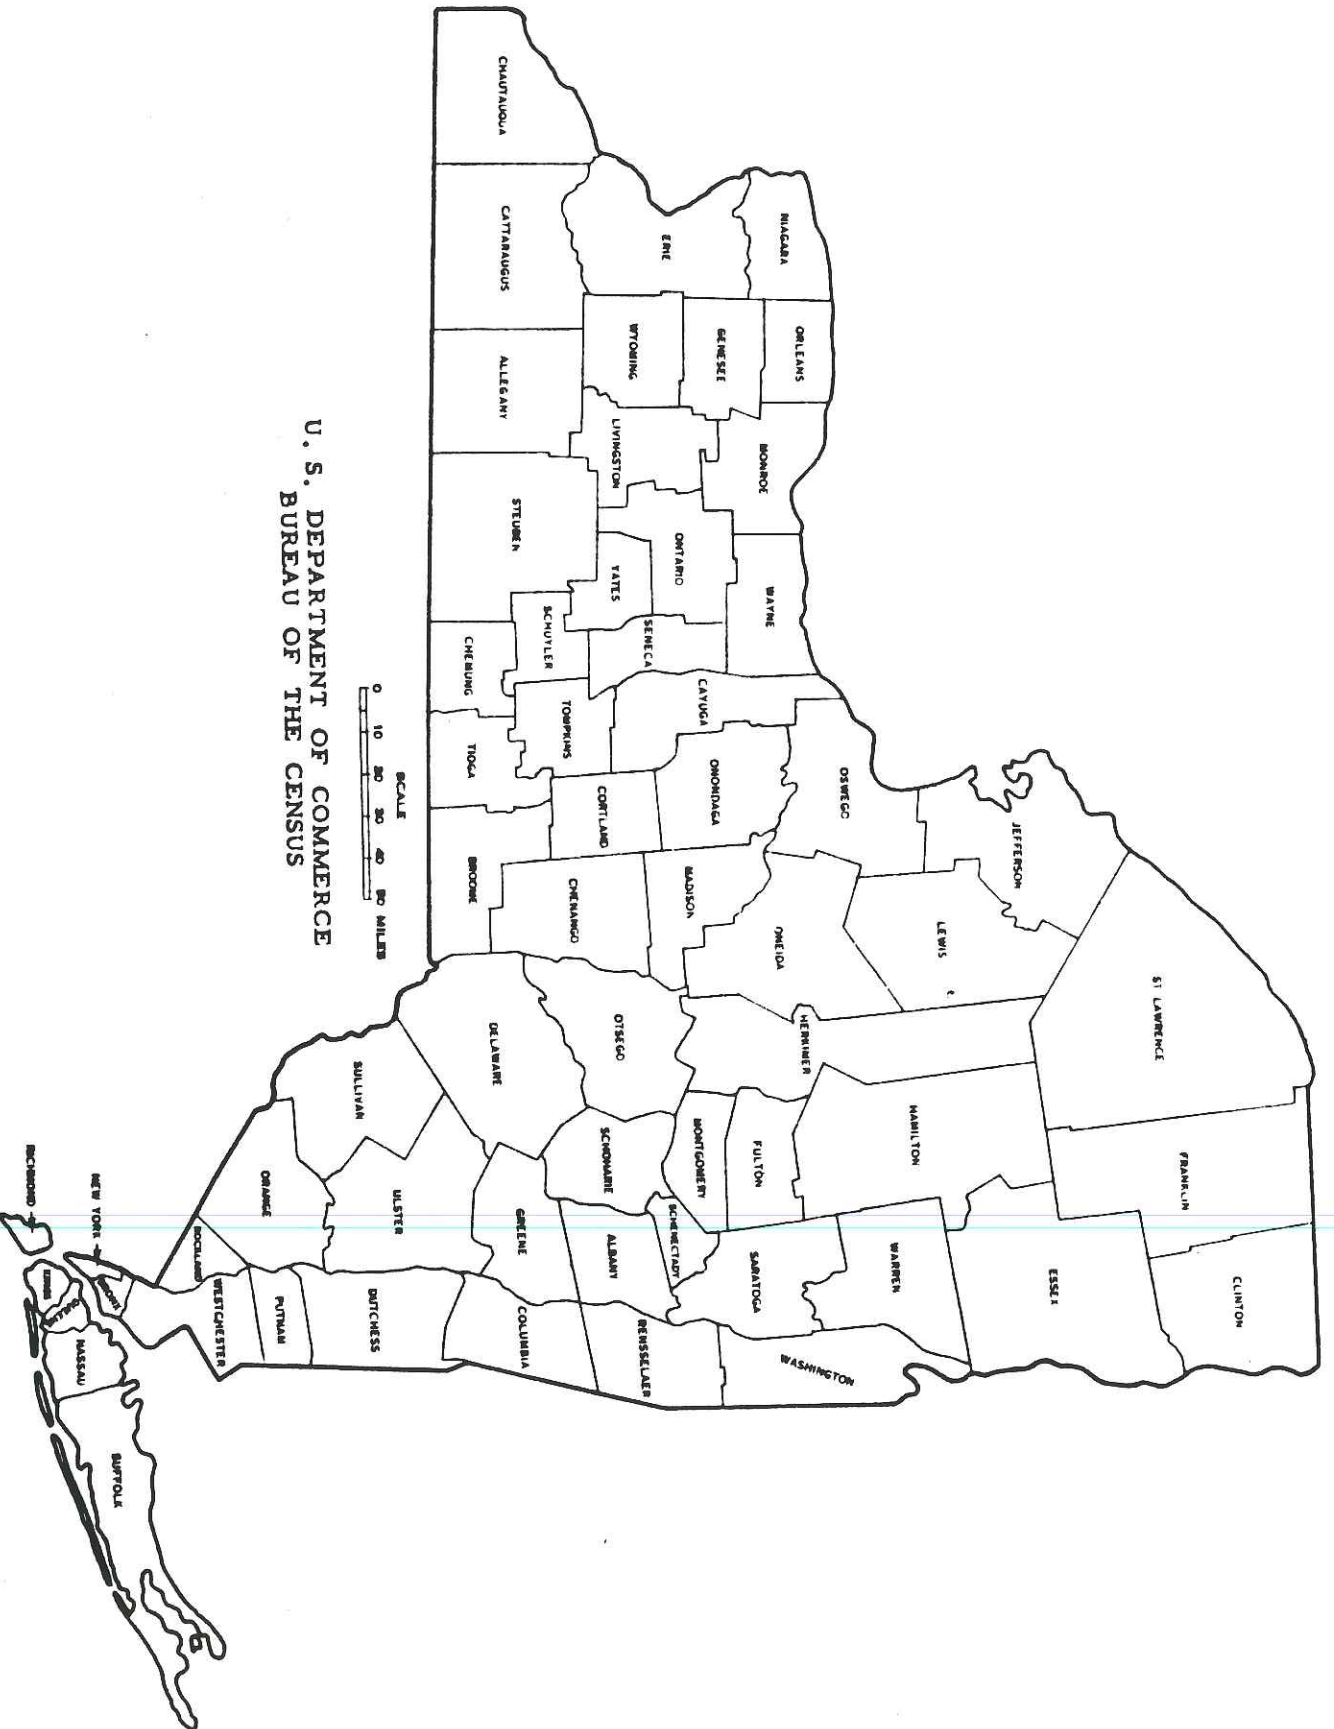 CLINTON
FRANKLIN
ST LAWRENCE
ESSEX
JEFFERSON
LEWIS
HAMILTON
WARREN
HERKIMER
OSWEGO
ONEIDA
WASHINGTON
SARATOGA
FULTON
NIAGARA
ORLEANS
MONROE
WAYNE
GENESEE
ERIE
WYOMING
LIVINGSTON
ONTARIO
YATES
SENECA
CAYUGA
ONONDAGA
MADISON
MONTGOMERY
SCHENECTADY
RENSSELAER
ALBANY
SCHOHARIE
OTSEGO
CHENANGO
CORTLAND
TOMPKINS
SCHUYLER
CHAUTAUQUA
CATTARAUGUS
ALLEGANY
STEUBEN
CHEMUNG
TIOGA
BROOME
DELAWARE
GREENE
COLUMBIA
ULSTER
DUTCHESS
SULLIVAN
ORANGE
PUTNAM
ROCKLAND
WESTCHESTER
BRONX
NEW YORK
RICHMOND
KINGS
QUEENS
NASSAU
SUFFOLK
SCALE
0 10 20 30 40 50 MILES
U. S. DEPARTMENT OF COMMERCE
BUREAU OF THE CENSUS